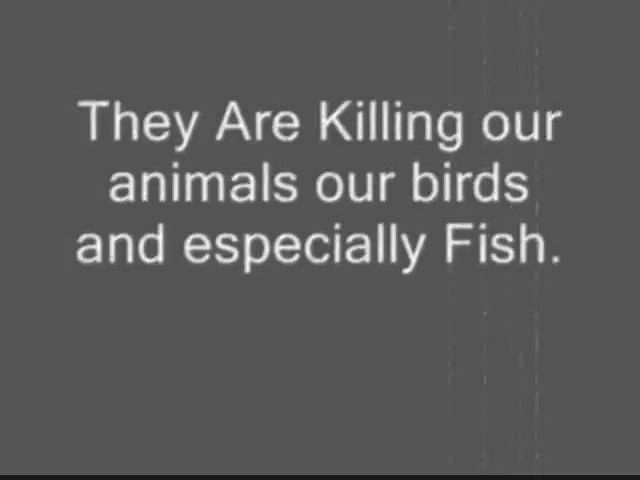 They Are Killing our
animals our birds
and especially Fish.